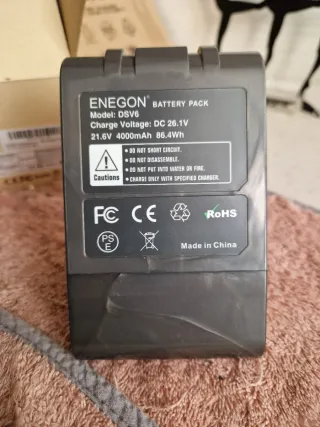 ENEGON® BATTERY PACK
Model: DSV6
Charge Voltage: DC 26.1V
21.6V 4000mAh 86.4Wh
• DO NOT SHORT CIRCUIT.
• DO NOT DISASSEMBLE.
• DO NOT PUT INTO WATER OR FIRE.
• CHARGE ONLY WITH SPECIFIED CHARGER.
Cautions
FC CE RoHS
PS
E
Made in China